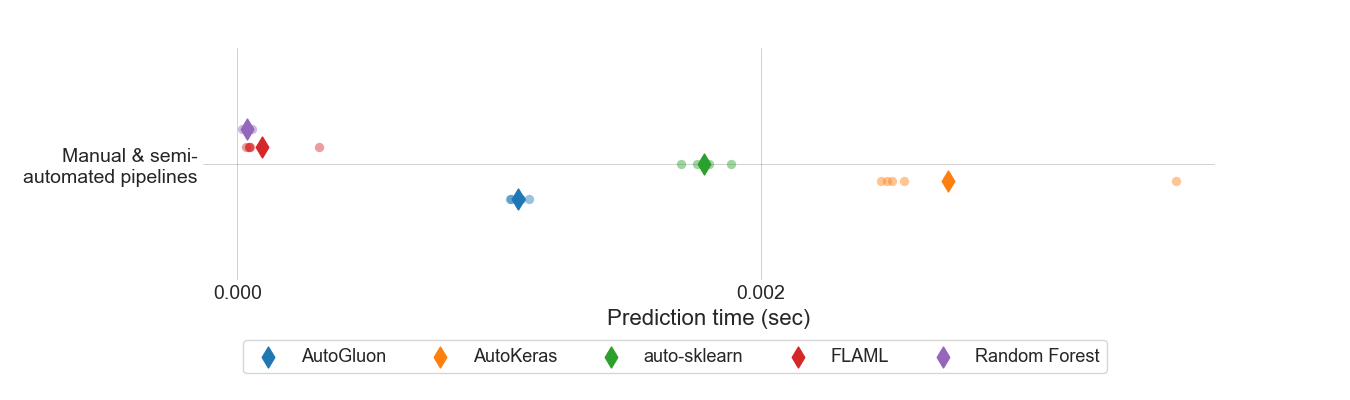 Manual & semi-
automated pipelines
0.000
0.002
Prediction time (sec)
AutoGluon
AutoKeras
auto-sklearn
FLAML
Random Forest